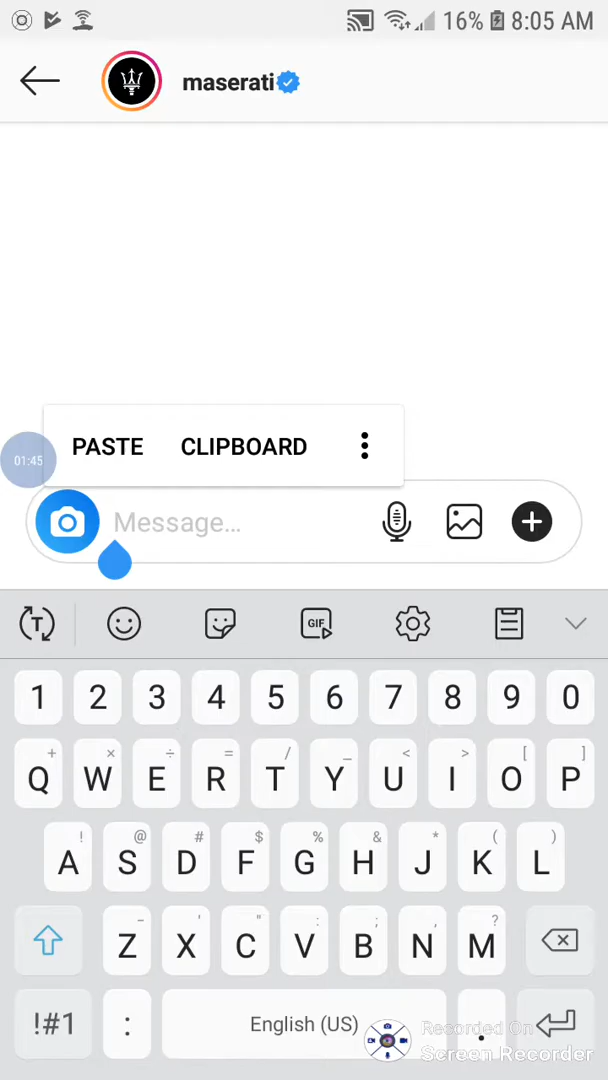 16% 8:05 AM
maserati
PASTE CLIPBOARD
01:45
Message...
T GIF
1 2 3 4 5 6 7 8 9 0
+ × ÷ = / _ < > [ ]
Q W E R T Y U I O P
! @ # $ % & * ( )
A S D F G H J K L
- ' " : ; , ?
Z X C V B N M
!#1 : English (US) .
Recorded On
Screen Recorder